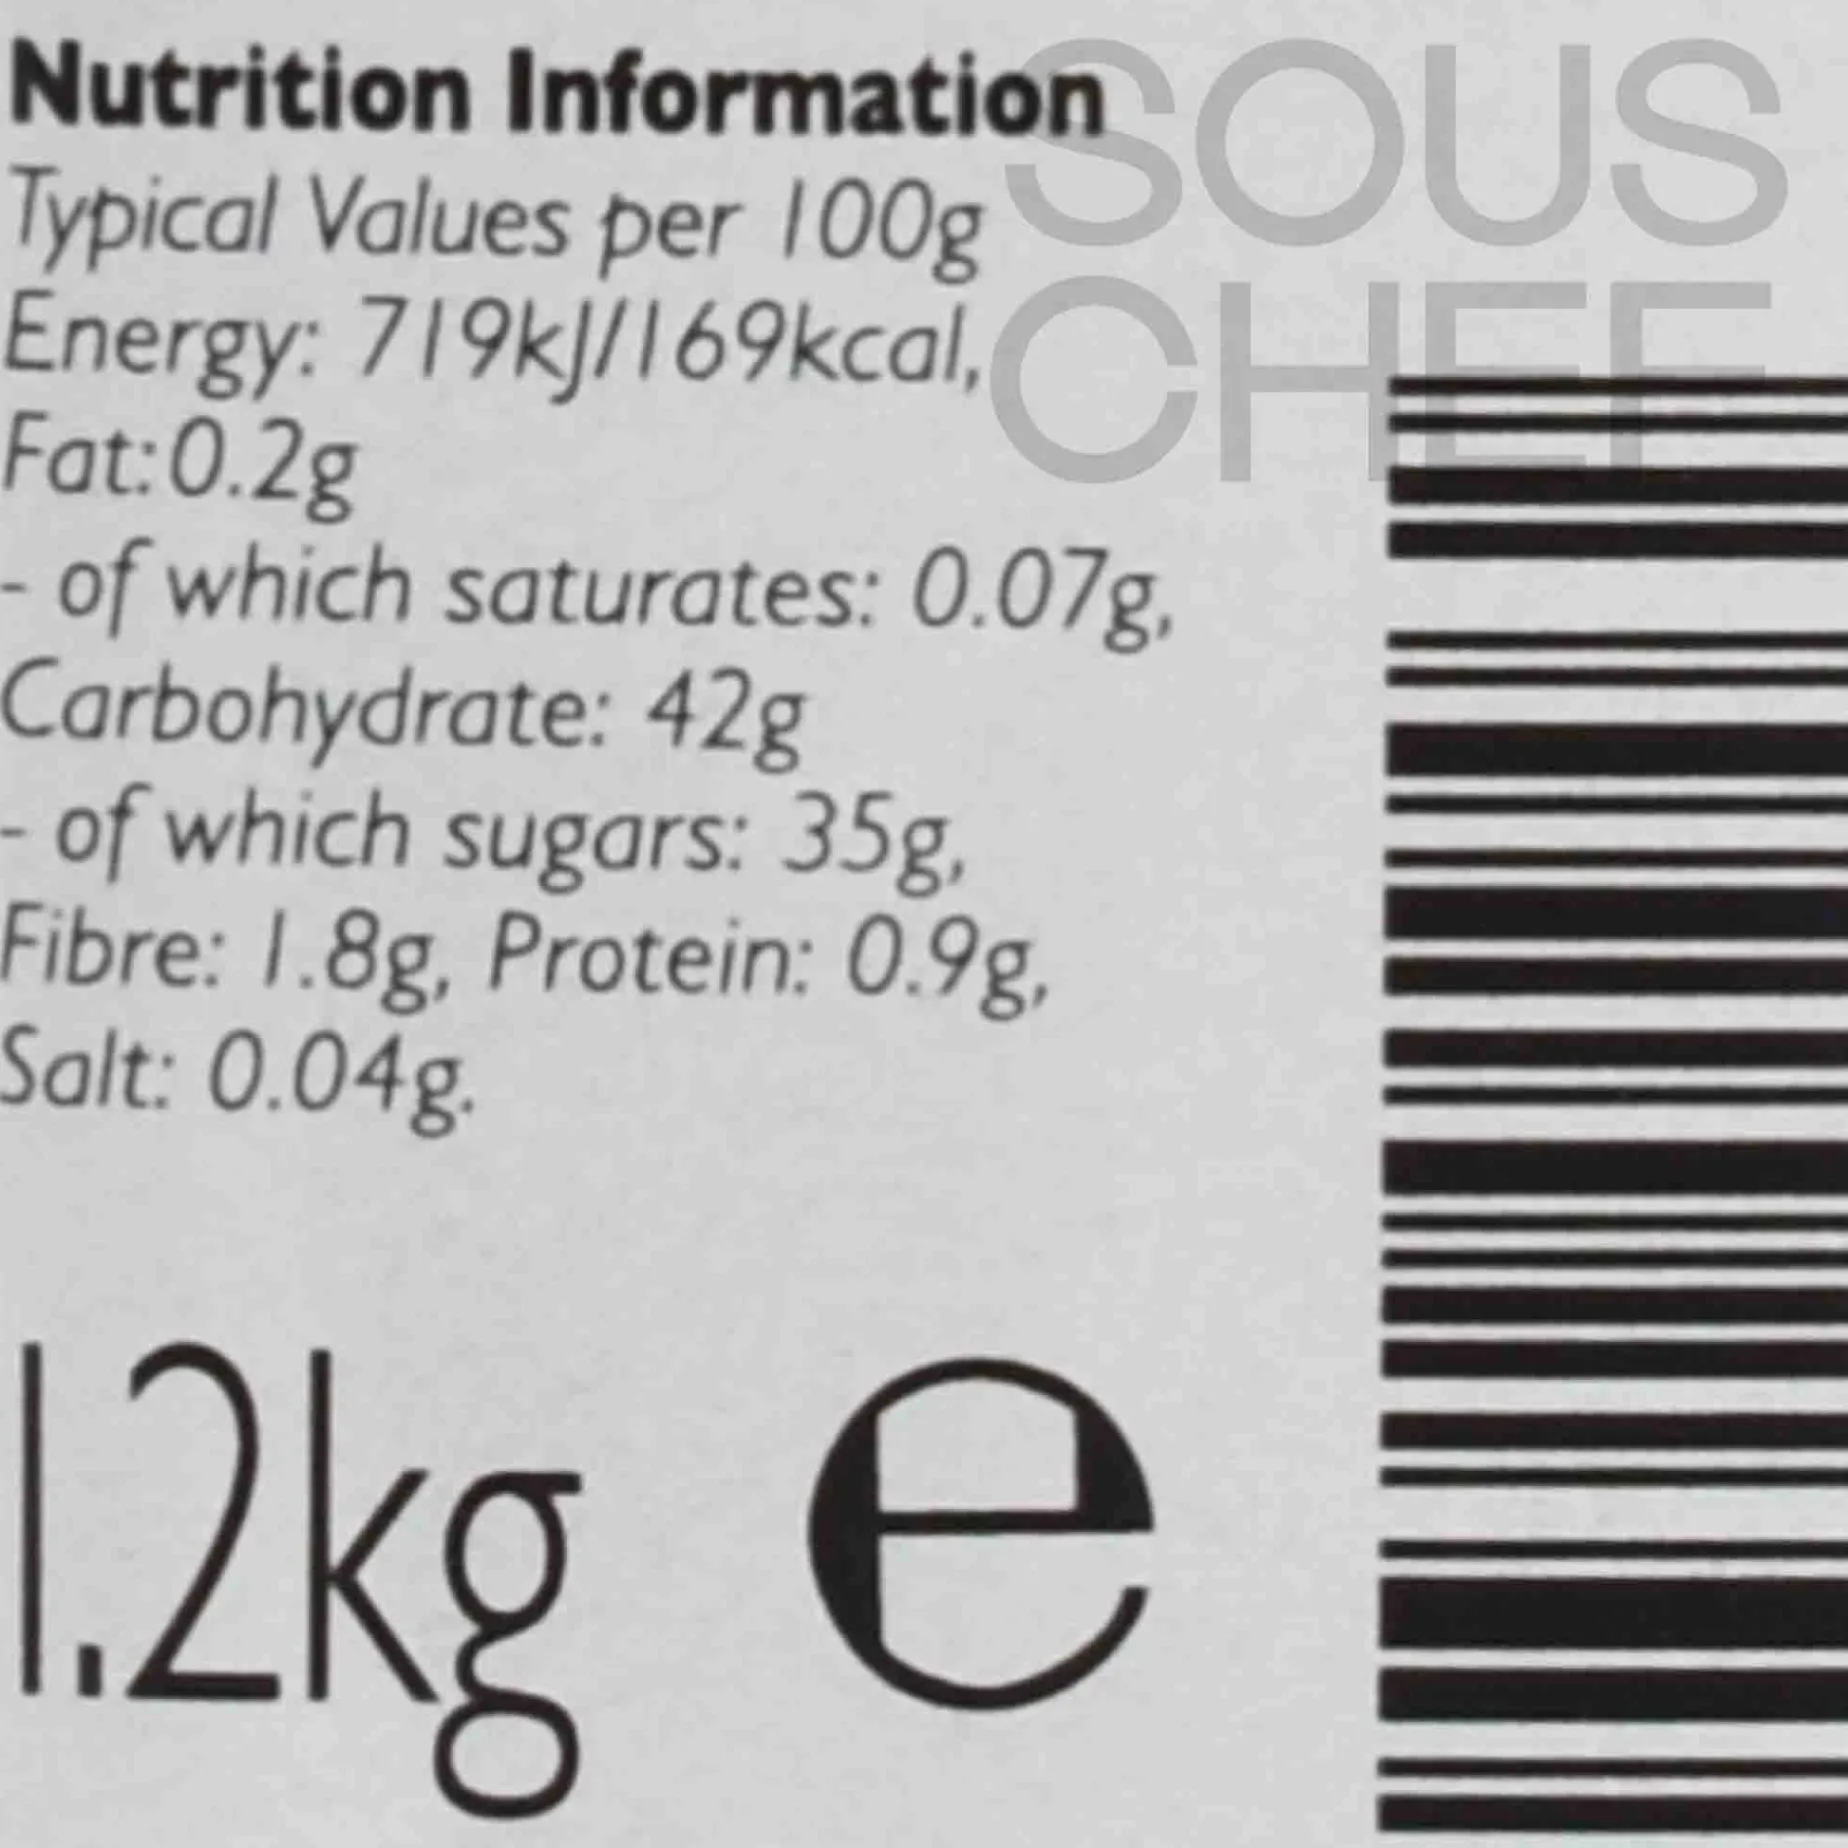 Nutrition Information
Typical Values per 100g
Energy: 719kJ/169kcal,
Fat: 0.2g
- of which saturates: 0.07g,
Carbohydrate: 42g
- of which sugars: 35g,
Fibre: 1.8g, Protein: 0.9g,
Salt: 0.04g.
1.2kg e
SOUS
CHEF